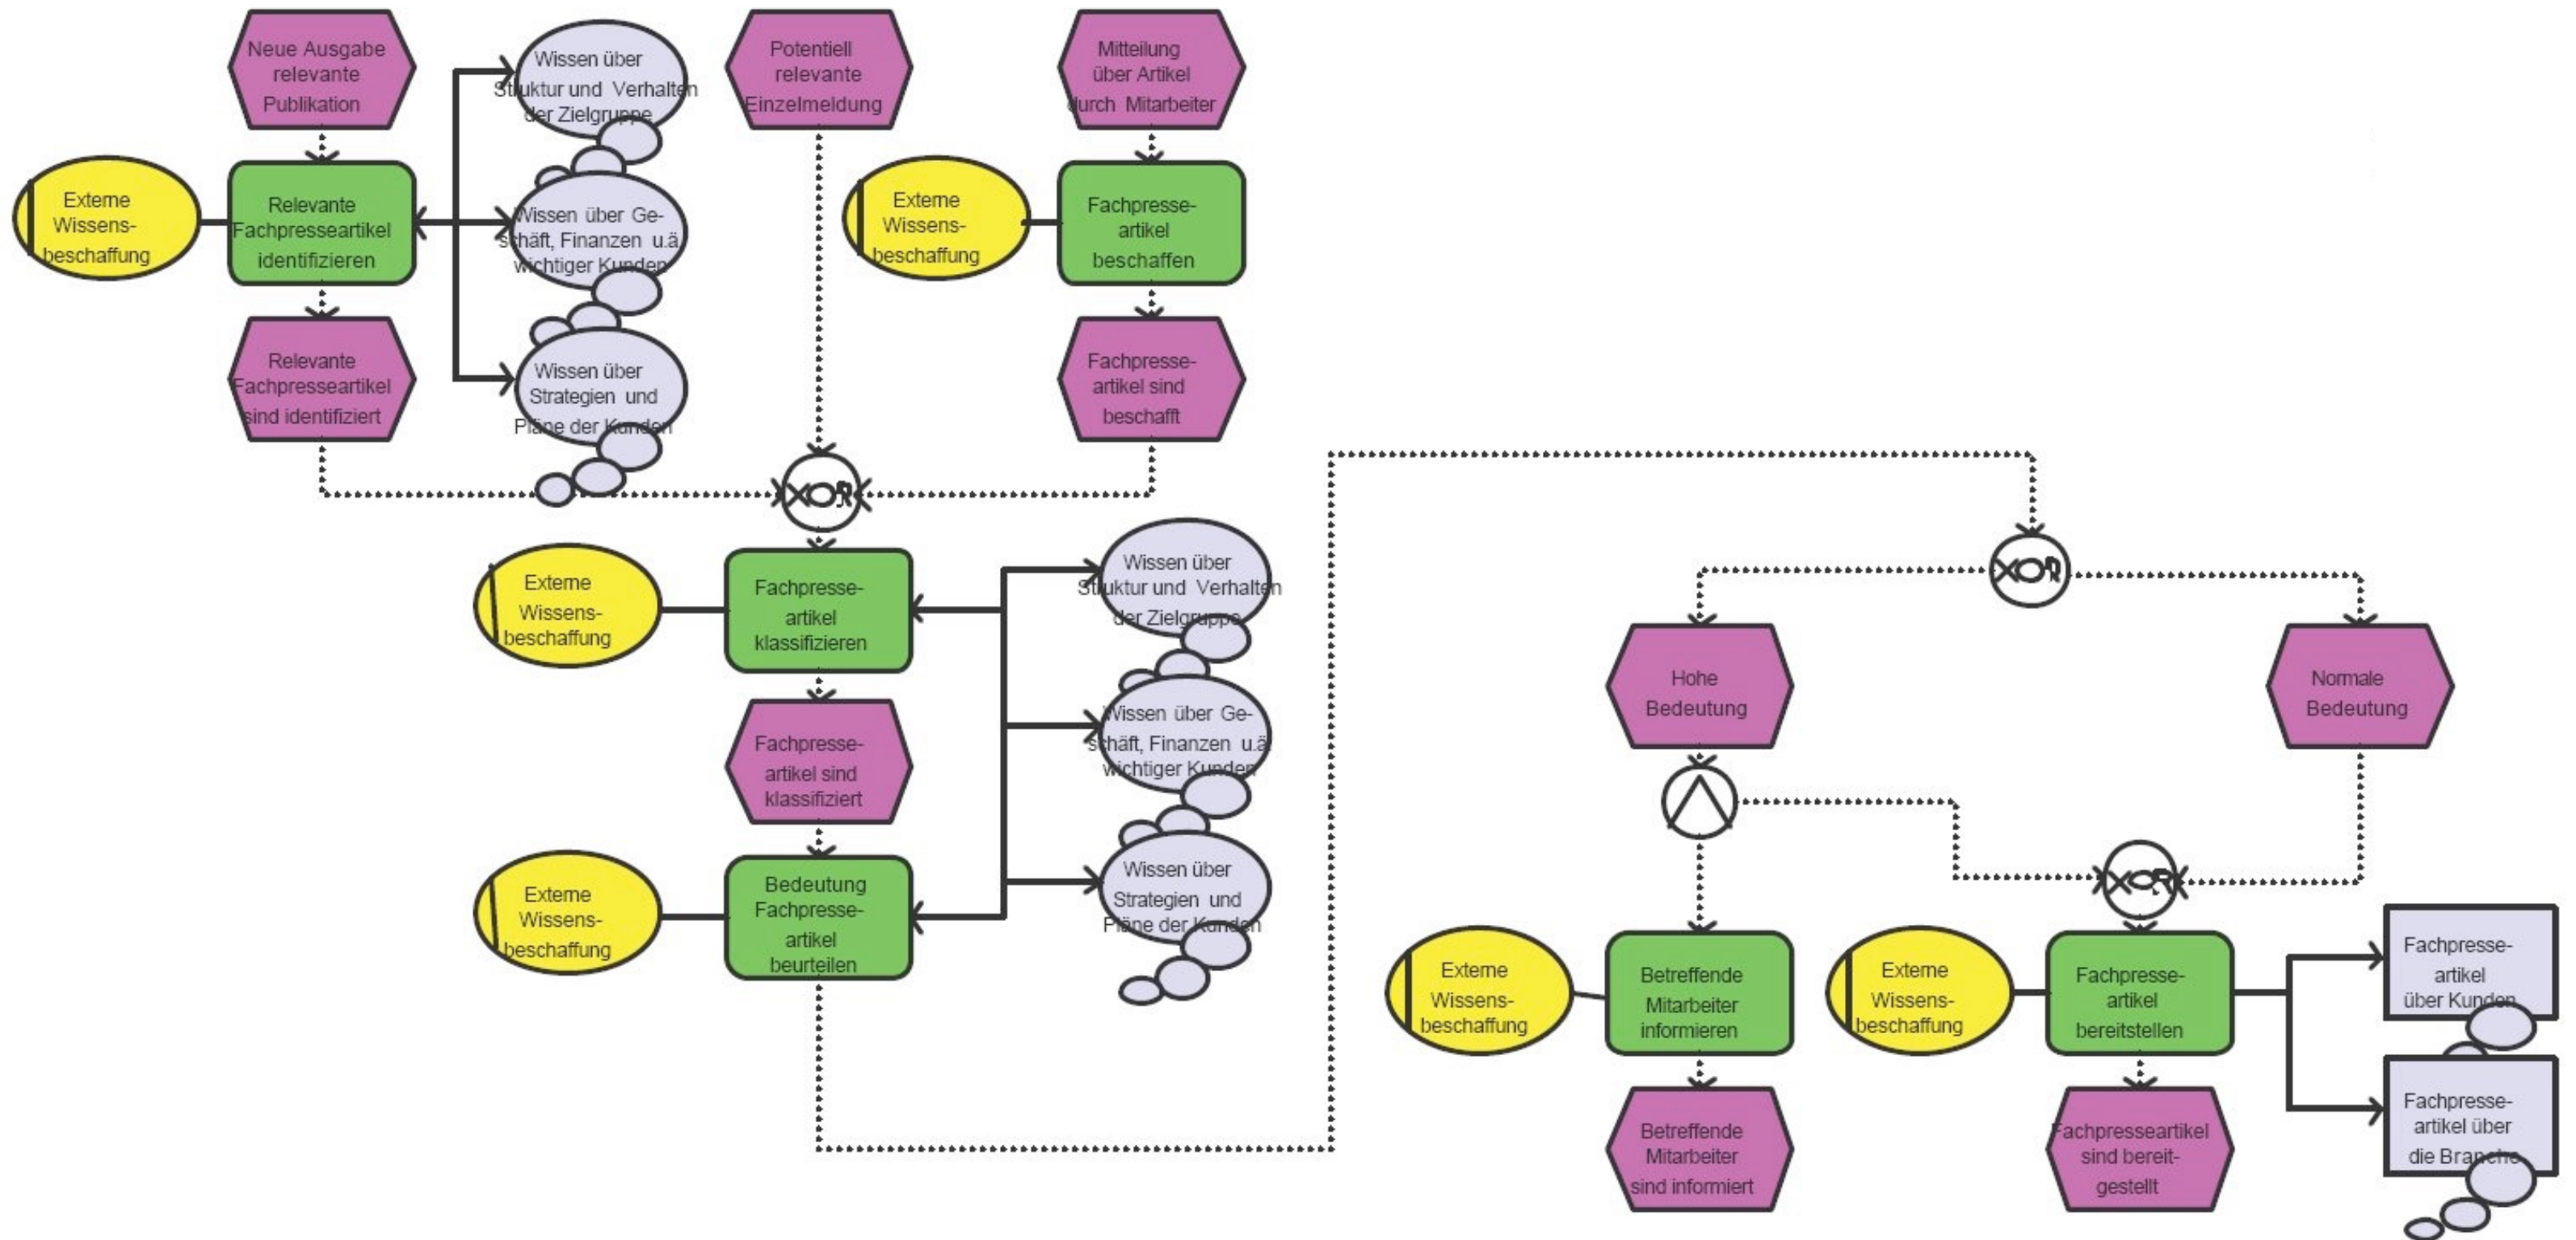 Neue Ausgabe
relevante
Publikation
Wissen über
Struktur und Verhalten
der Zielgruppe
Potentiell
relevante
Einzelmeldung
Mitteilung
über Artikel
durch Mitarbeiter
Externe
Wissens-
beschaffung
Relevante
Fachpresseartikel
identifizieren
Wissen über Ge-
schäft, Finanzen u.ä.
wichtiger Kunden
Externe
Wissens-
beschaffung
Fachpresse-
artikel
beschaffen
Relevante
Fachpresseartikel
sind identifiziert
Wissen über
Strategien und
Pläne der Kunden
Fachpresse-
artikel sind
beschafft
XOR
Externe
Wissens-
beschaffung
Fachpresse-
artikel
klassifizieren
Wissen über
Struktur und Verhalten
der Zielgruppe
Fachpresse-
artikel sind
klassifiziert
Wissen über Ge-
schäft, Finanzen u.ä.
wichtiger Kunden
Externe
Wissens-
beschaffung
Bedeutung
Fachpresse-
artikel
beurteilen
Wissen über
Strategien und
Pläne der Kunden
XOR
Hohe
Bedeutung
Normale
Bedeutung
XOR
Externe
Wissens-
beschaffung
Betreffende
Mitarbeiter
informieren
Externe
Wissens-
beschaffung
Fachpresse-
artikel
bereitstellen
Fachpresse-
artikel
über Kunden
Betreffende
Mitarbeiter
sind informiert
Fachpresseartikel
sind bereit-
gestellt
Fachpresse-
artikel über
die Branche